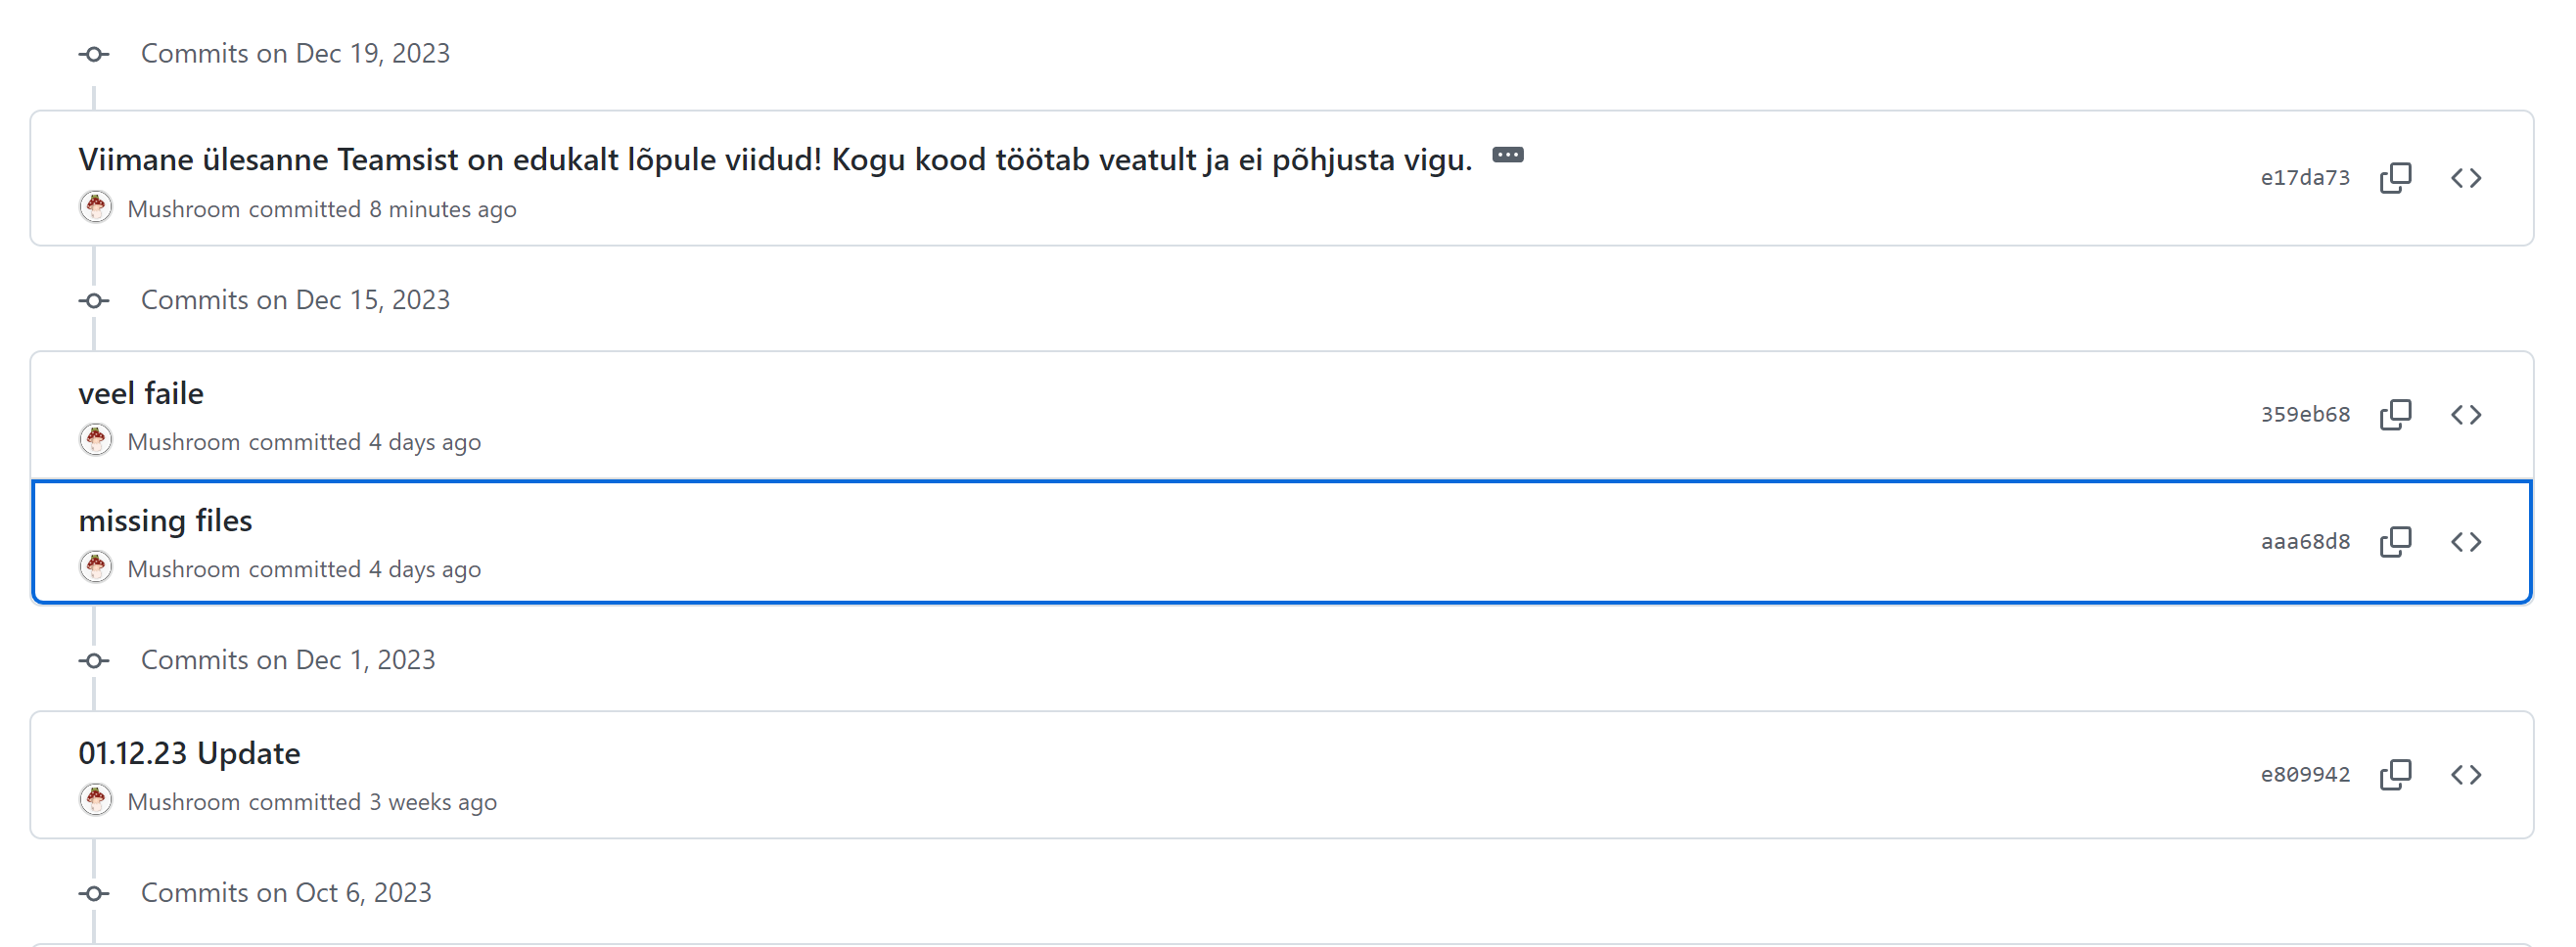 Commits on Dec 19, 2023
Viimane ülesanne Teamsist on edukalt lõpule viidud! Kogu kood töötab veatult ja ei põhjusta vigu.
Mushroom committed 8 minutes ago
e17da73
Commits on Dec 15, 2023
veel faile
Mushroom committed 4 days ago
359eb68
missing files
Mushroom committed 4 days ago
aaa68d8
Commits on Dec 1, 2023
01.12.23 Update
Mushroom committed 3 weeks ago
e809942
Commits on Oct 6, 2023